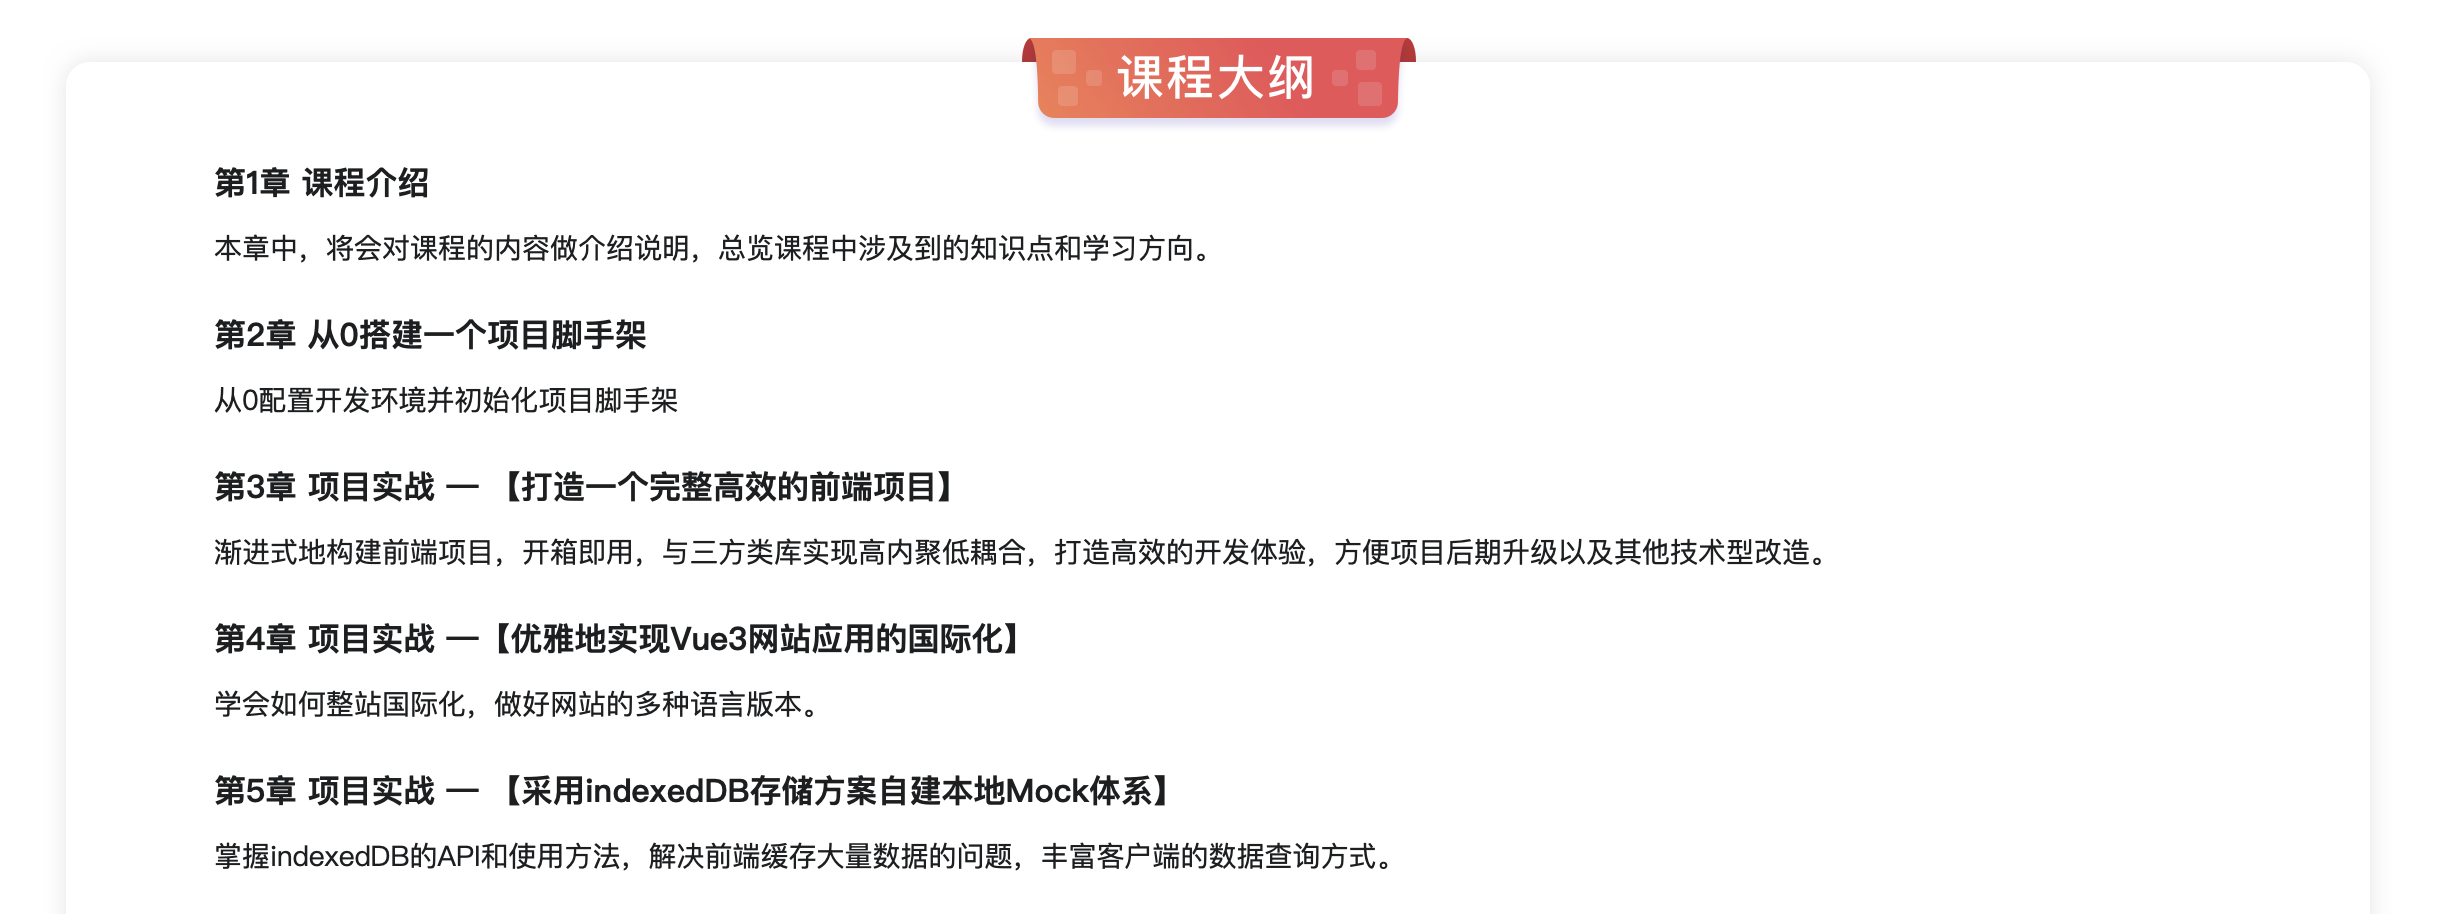 课程大纲
第1章 课程介绍
本章中，将会对课程的内容做介绍说明，总览课程中涉及到的知识点和学习方向。
第2章 从0搭建一个项目脚手架
从0配置开发环境并初始化项目脚手架
第3章 项目实战 — 【打造一个完整高效的前端项目】
渐进式地构建前端项目，开箱即用，与三方类库实现高内聚低耦合，打造高效的开发体验，方便项目后期升级以及其他技术型改造。
第4章 项目实战 —【优雅地实现Vue3网站应用的国际化】
学会如何整站国际化，做好网站的多种语言版本。
第5章 项目实战 — 【采用indexedDB存储方案自建本地Mock体系】
掌握indexedDB的API和使用方法，解决前端缓存大量数据的问题，丰富客户端的数据查询方式。